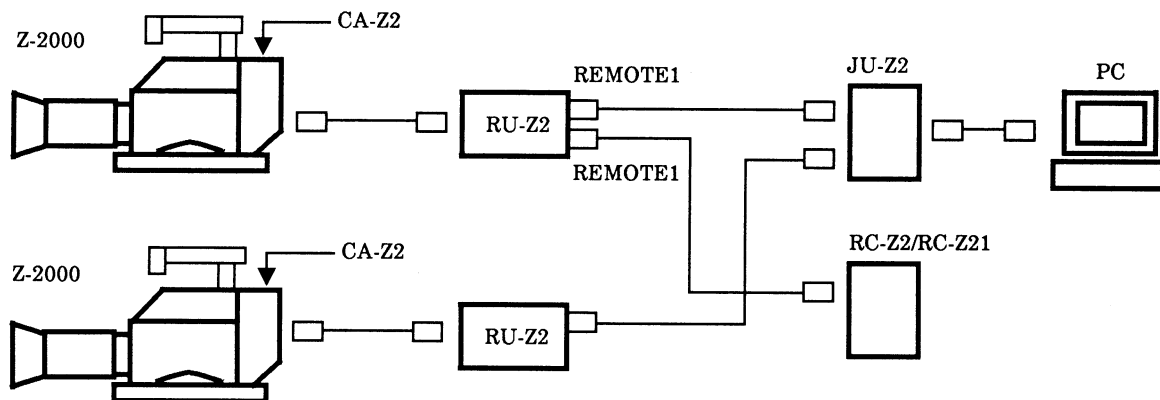 Z-2000
CA-Z2
REMOTE1
RU-Z2
REMOTE1
JU-Z2
PC
Z-2000
CA-Z2
RU-Z2
RC-Z2/RC-Z21